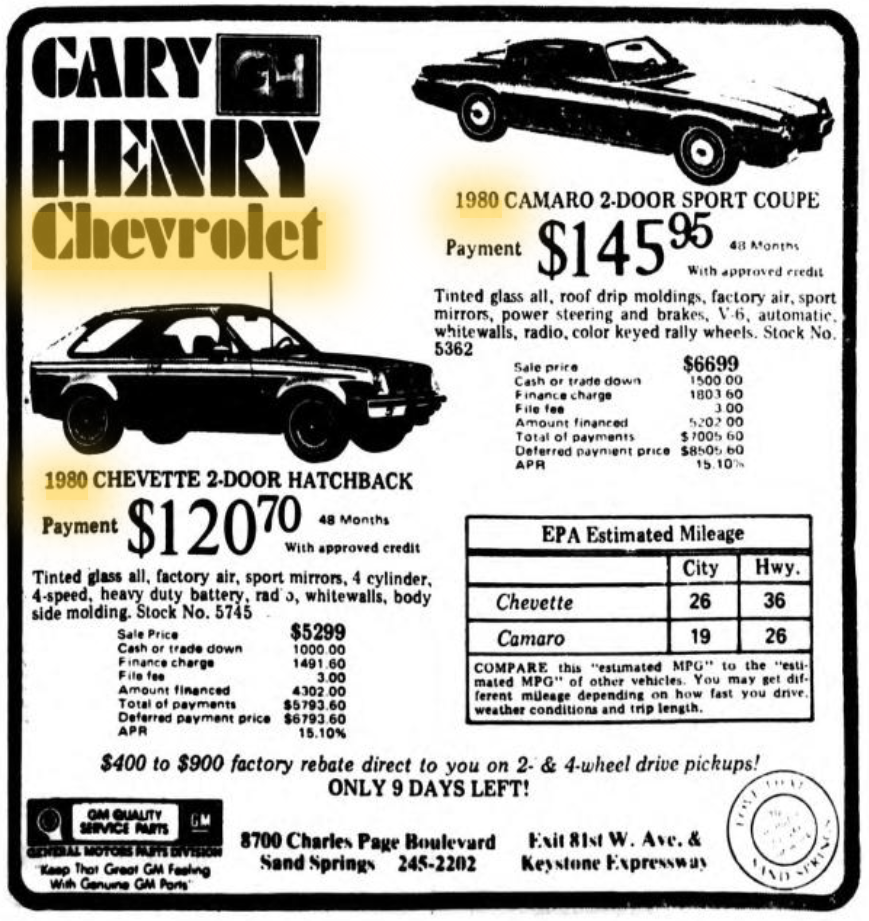 GARY GH
HENRY
Chevrolet
1980 CAMARO 2-DOOR SPORT COUPE
Payment $145.95 48 Months
With approved credit
Tinted glass all, roof drip moldings, factory air, sport
mirrors, power steering and brakes, V-6, automatic,
whitewalls, radio, color keyed rally wheels. Stock No.
5362
Sale price $6699
Cash or trade down 1500.00
Finance charge 1803.60
File fee 3.00
Amount financed 5202.00
Total of payments $7005.60
Deferred payment price $8505.60
APR 15.10%
1980 CHEVETTE 2-DOOR HATCHBACK
Payment $120 70 48 Months
With approved credit
Tinted glass all, factory air, sport mirrors, 4 cylinder,
4-speed, heavy duty battery, rad o, whitewalls, body
side molding. Stock No. 5745
Sale Price $5299
Cash or trade down 1000.00
Finance charge 1491.60
File fee 3.00
Amount financed 4302.00
Total of payments $5793.60
Deferred payment price $6793.60
APR 15.10%
EPA Estimated Mileage
City Hwy.
Chevette 26 36
Camaro 19 26
COMPARE this "estimated MPG" to the "esti-
mated MPG" of other vehicles. You may get dif-
ferent mileage depending on how fast you drive,
weather conditions and trip length.
$400 to $900 factory rebate direct to you on 2- & 4-wheel drive pickups!
ONLY 9 DAYS LEFT!
GM QUALITY
SERVICE PARTS GM
GENERAL MOTORS PARTS DIVISION
"Keep That Great GM Feeling
With Genuine GM Parts"
8700 Charles Page Boulevard
Sand Springs 245-2202
Exit 81st W. Ave. &
Keystone Expressway
SAND SPRINGS